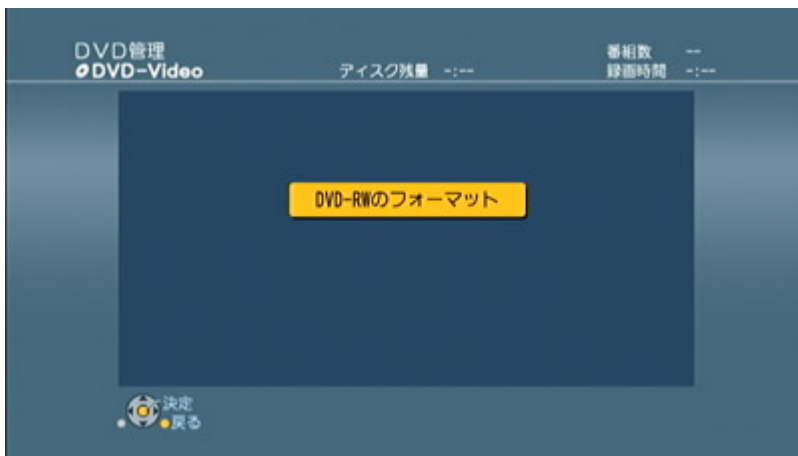 DVD管理
DVD-Video
ディスク残量 -:--
番組数 --
録画時間 -:--
DVD-RWのフォーマット
決定
戻る